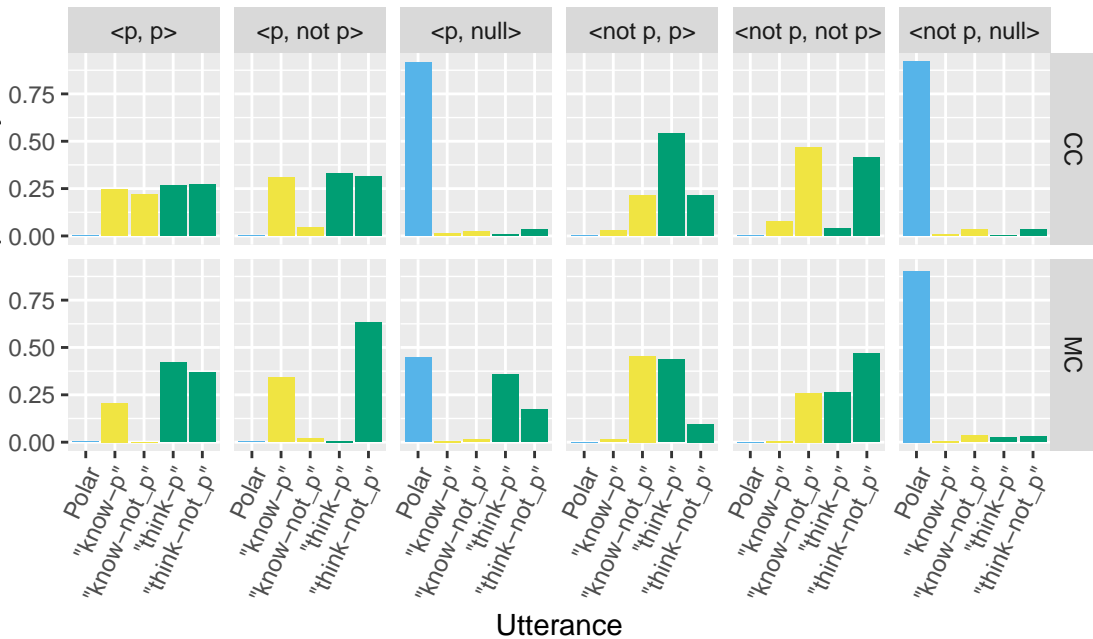 <p, p> <p, not p> <p, null> <not p, p> <not p, not p> <not p, null>
0.75
0.50
0.25
0.00
CC
0.75
0.50
0.25
0.00
MC
Polar "know−p" "know−not_p" "think−p" "think−not_p" Polar "know−p" "know−not_p" "think−p" "think−not_p" Polar "know−p" "know−not_p" "think−p" "think−not_p" Polar "know−p" "know−not_p" "think−p" "think−not_p" Polar "know−p" "know−not_p" "think−p" "think−not_p" Polar "know−p" "know−not_p" "think−p" "think−not_p"
Utterance